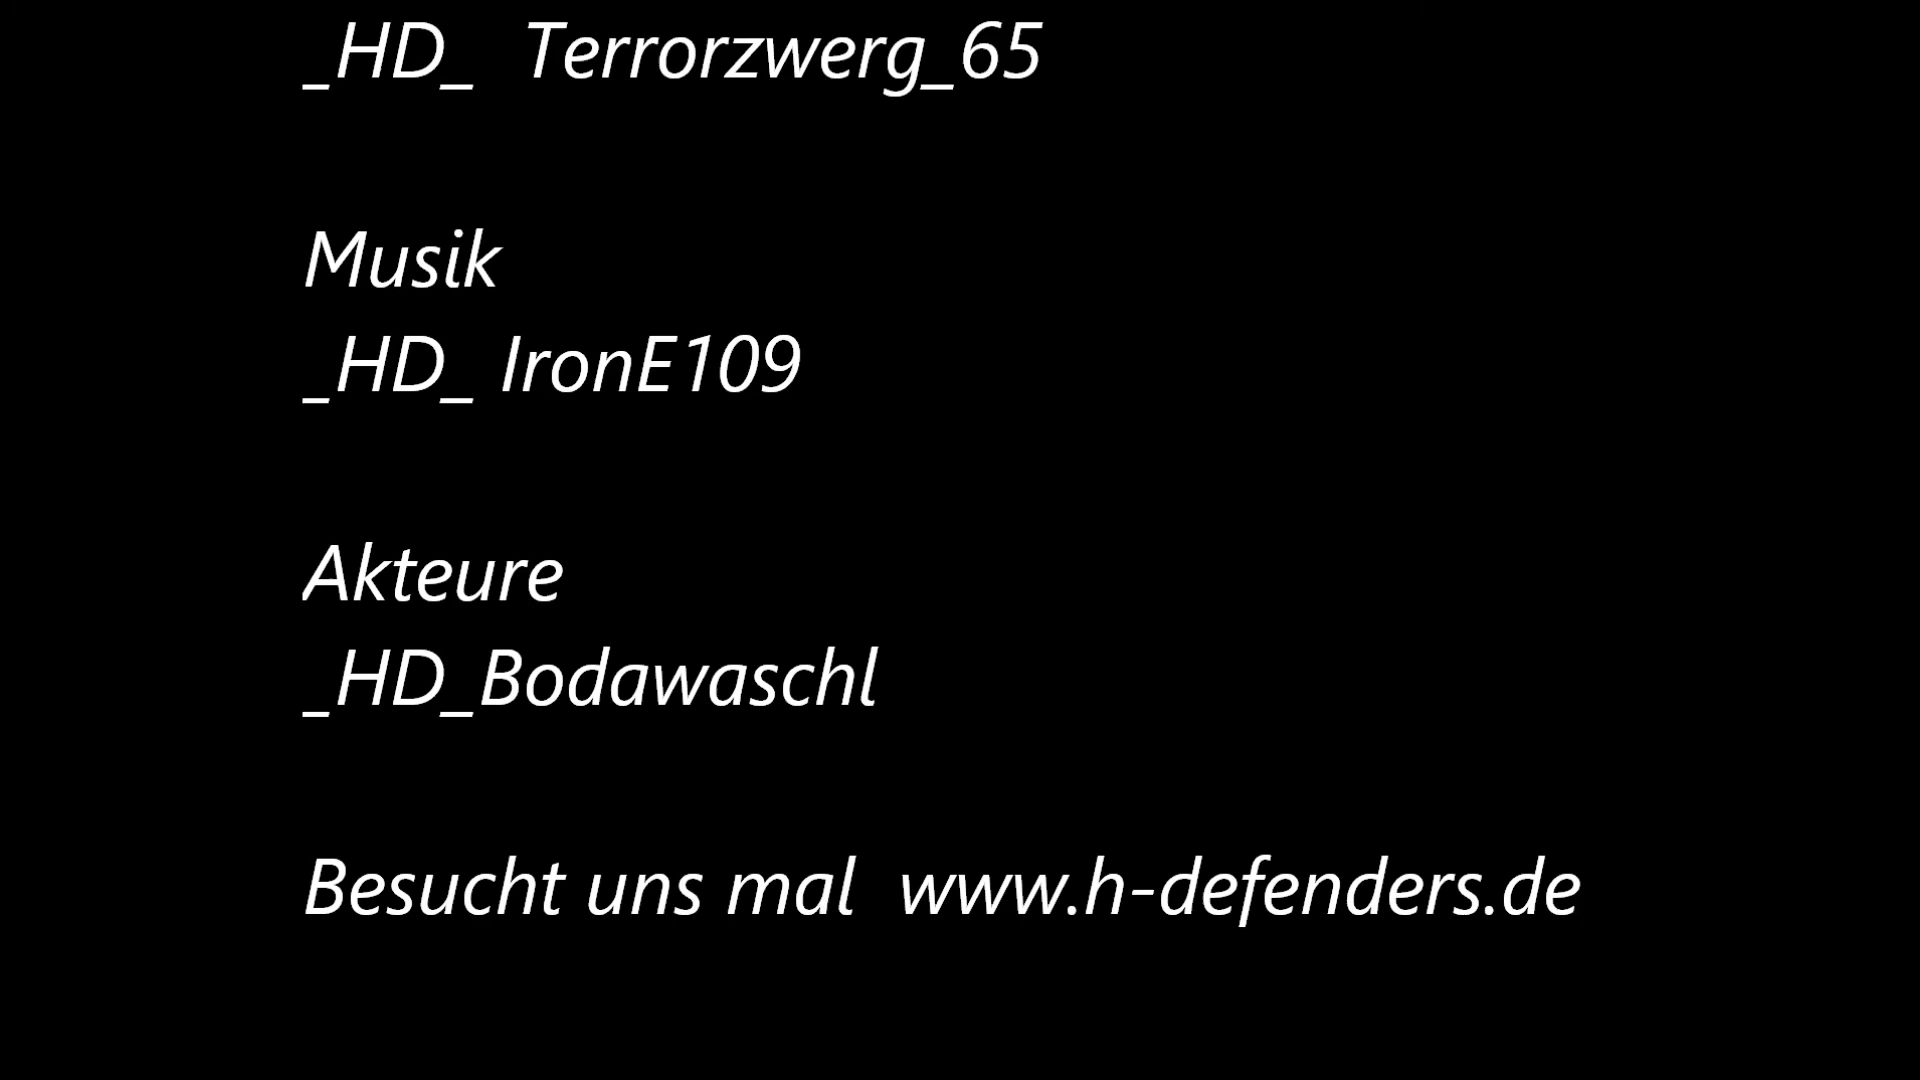 _HD_  Terrorzwerg_65
Musik
_HD_ IronE109
Akteure
_HD_Bodawaschl
Besucht uns mal  www.h-defenders.de